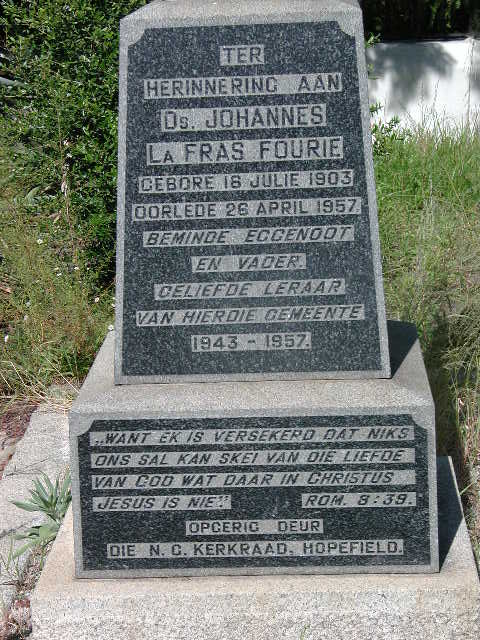 TER
HERINNERING AAN
DS. JOHANNES
LA FRAS FOURIE
GEBORE 16 JULIE 1903
OORLEDE 26 APRIL 1957.
BEMINDE EGGENOOT
EN VADER.
GELIEFDE LERAAR
VAN HIERDIE GEMEENTE
1943 - 1957.
„WANT EK IS VERSEKERD DAT NIKS
ONS SAL KAN SKEI VAN DIE LIEFDE
VAN GOD WAT DAAR IN CHRISTUS
JESUS IS NIE” ROM. 8:39.
OPGERIG DEUR
DIE N. G. KERKRAAD. HOPEFIELD.